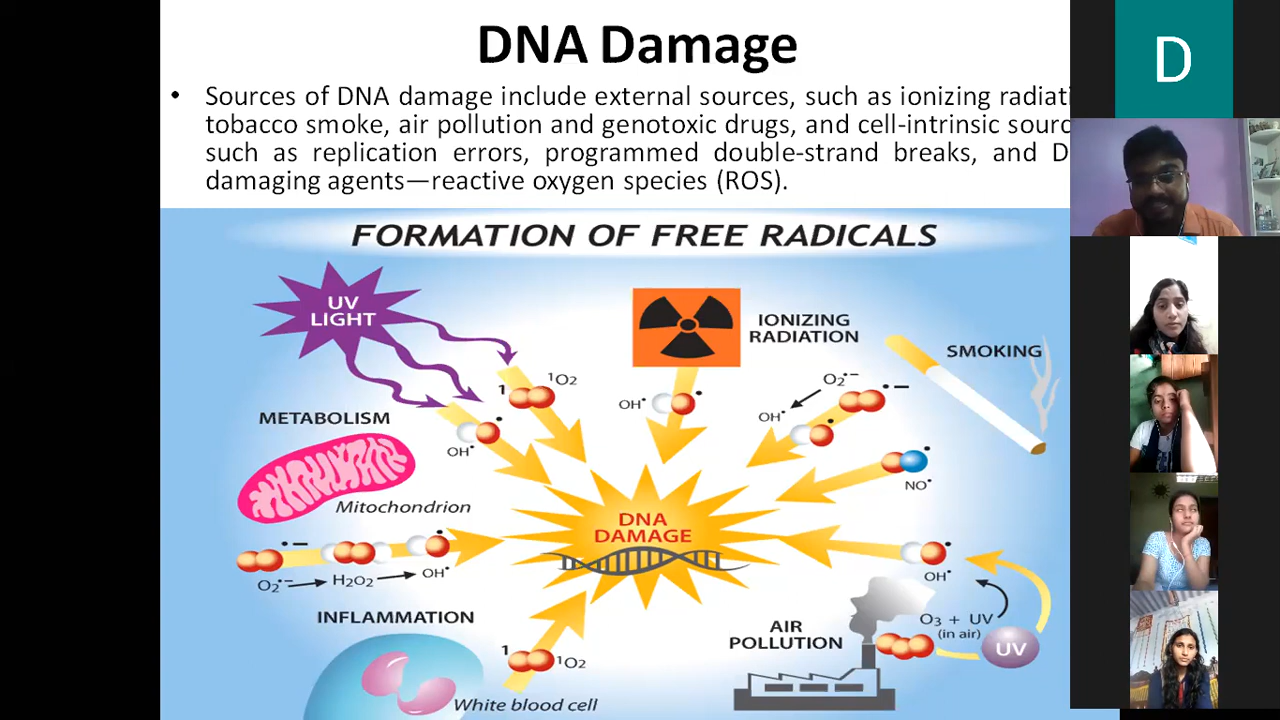 DNA Damage
• Sources of DNA damage include external sources, such as ionizing radiati
tobacco smoke, air pollution and genotoxic drugs, and cell-intrinsic sourc
such as replication errors, programmed double-strand breaks, and D
damaging agents—reactive oxygen species (ROS).
FORMATION OF FREE RADICALS
UV
LIGHT
IONIZING
RADIATION
SMOKING
1
¹O2
OH•
O₂•–
OH•
•–
METABOLISM
OH•
Mitochondrion
NO•
DNA
DAMAGE
•–
O₂•– → H₂O₂ → OH•
OH•
INFLAMMATION
O₃ + UV
(in air)
UV
AIR
POLLUTION
1
¹O2
White blood cell
D